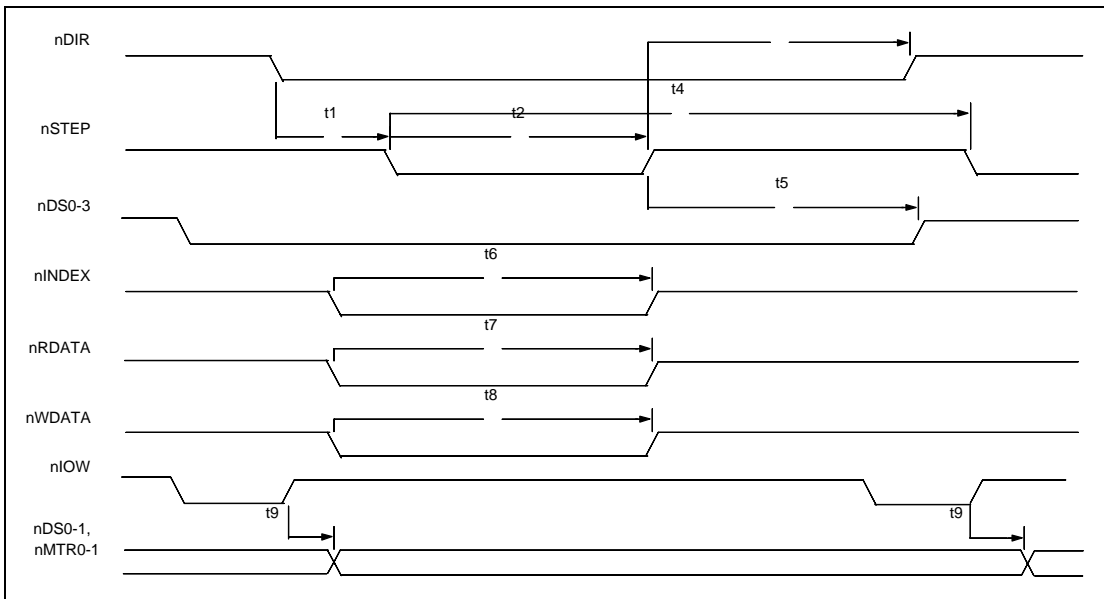 nDIR
t4
t1
t2
nSTEP
t5
nDS0-3
t6
nINDEX
t7
nRDATA
t8
nWDATA
nIOW
t9
t9
nDS0-1,
nMTR0-1